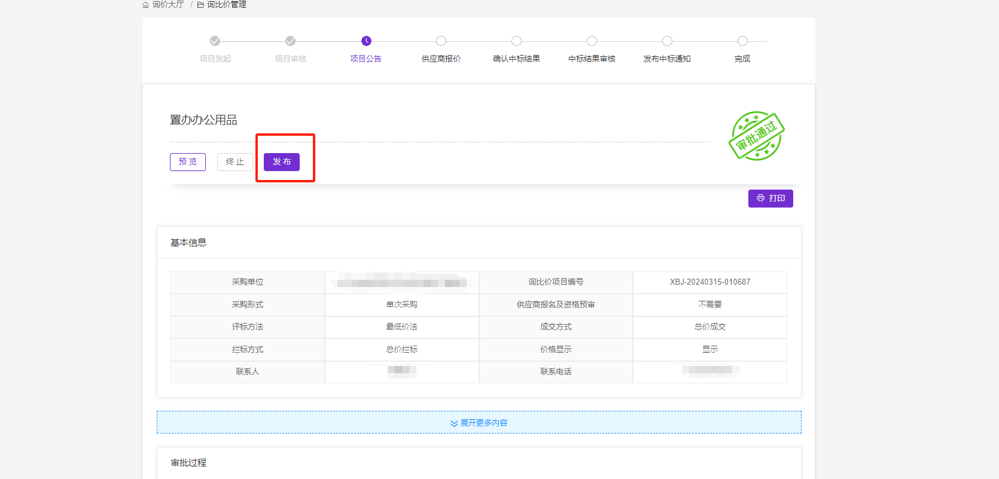 询价大厅 / 询比价管理
项目发起 项目审核 项目公告 供应商报价 确认中标结果 中标结果审核 发布中标通知 完成
置办办公用品
审批通过
预览 终止 发布
打印
基本信息
采购单位 询比价项目编号 XBJ-20240315-010687
采购形式 单次采购 供应商报名及资格预审 不需要
评标方法 最低价法 成交方式 总价成交
拦标方式 总价拦标 价格显示 显示
联系人 联系电话
展开更多内容
审批过程